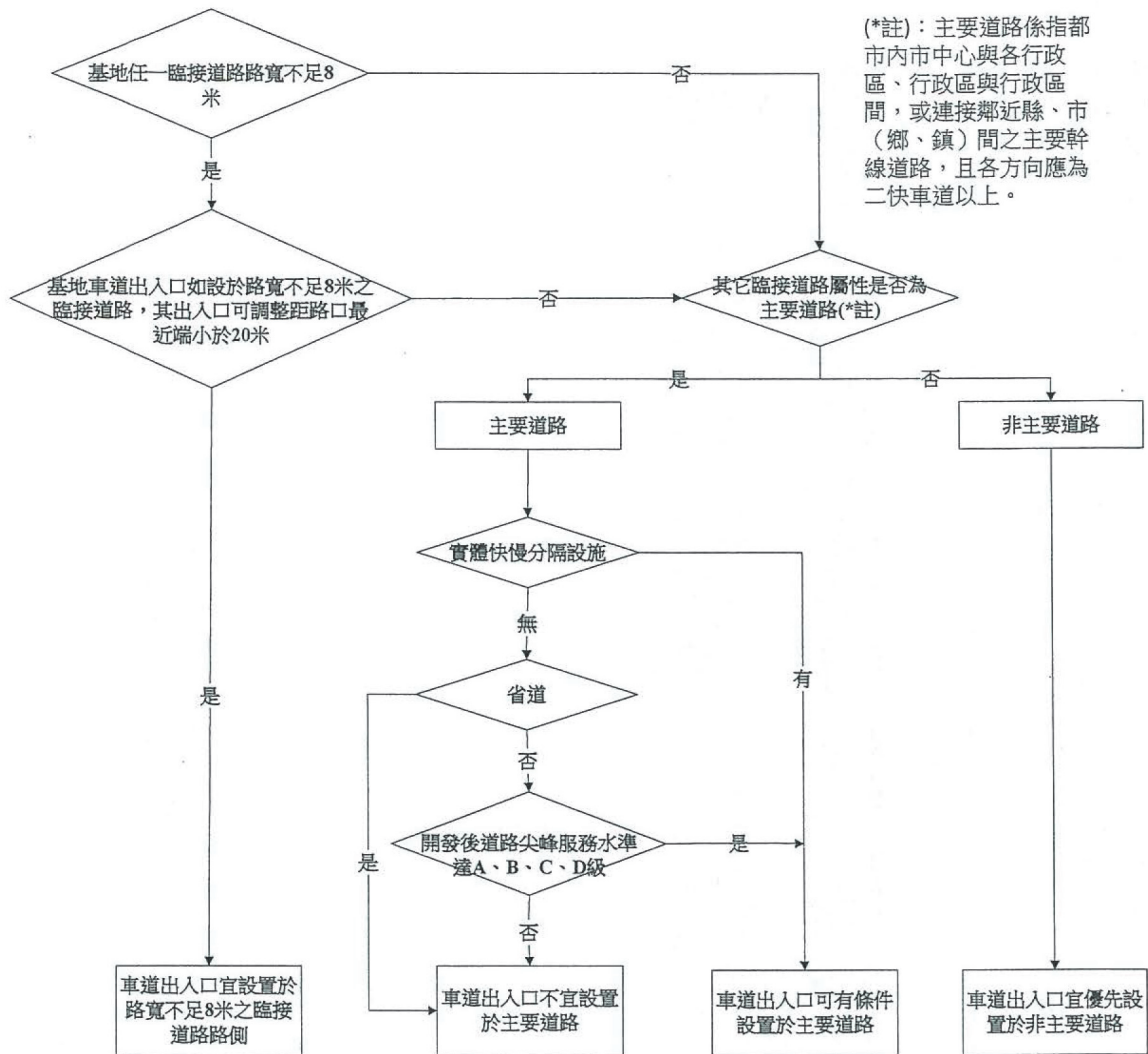 (*註)：主要道路係指都
市內市中心與各行政
區、行政區與行政區
間，或連接鄰近縣、市
（鄉、鎮）間之主要幹
線道路，且各方向應為
二快車道以上。
基地任一臨接道路路寬不足8
米
否
是
基地車道出入口如設於路寬不足8米之
臨接道路，其出入口可調整距路口最
近端小於20米
否
其它臨接道路屬性是否為
主要道路(*註)
是
否
主要道路
非主要道路
實體快慢分隔設施
無
有
是
省道
否
是
開發後道路尖峰服務水準
達A、B、C、D級
是
否
車道出入口宜設置於
路寬不足8米之臨接
道路路側
車道出入口不宜設置
於主要道路
車道出入口可有條件
設置於主要道路
車道出入口宜優先設
置於非主要道路